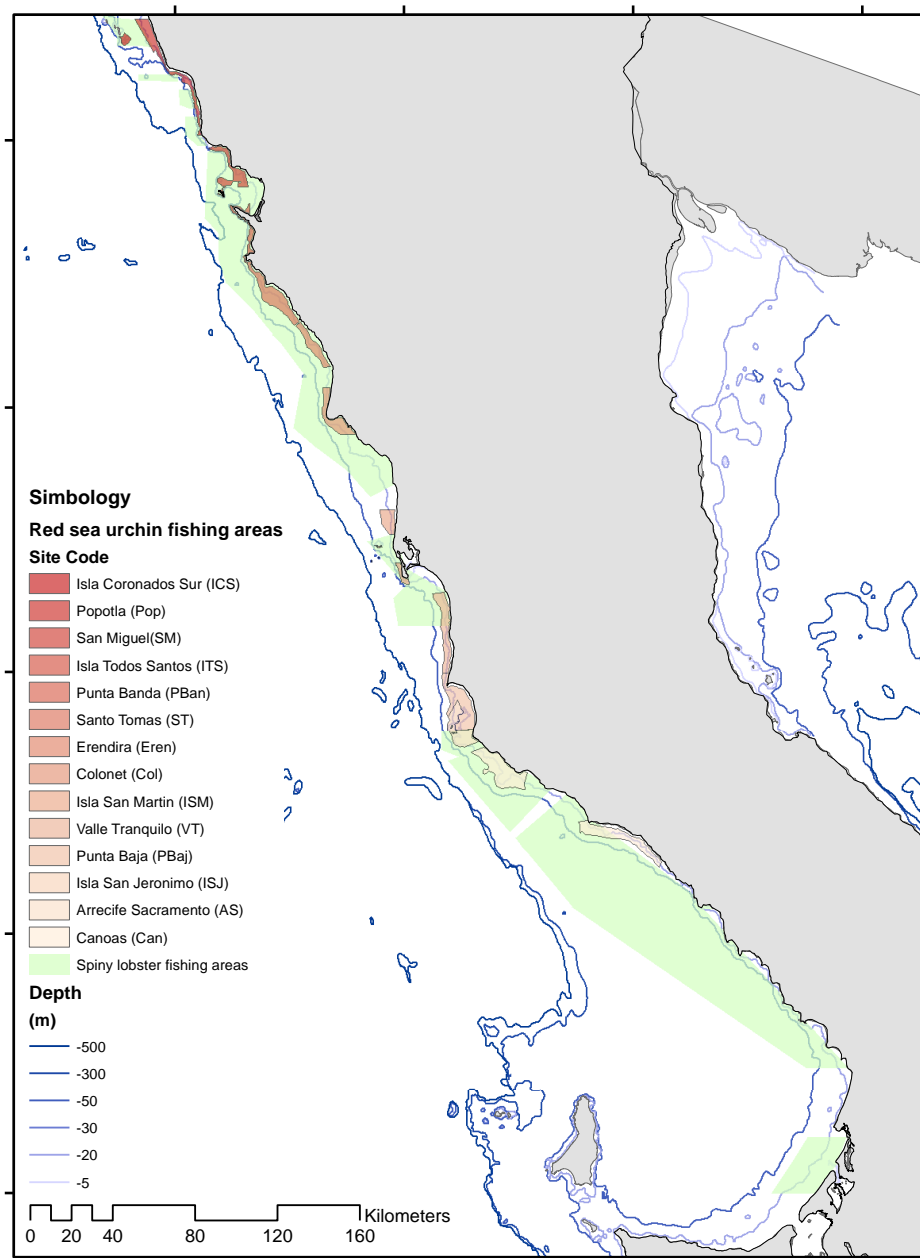 Simbology
Red sea urchin fishing areas
Site Code
Isla Coronados Sur (ICS)
Popotla (Pop)
San Miguel(SM)
Isla Todos Santos (ITS)
Punta Banda (PBan)
Santo Tomas (ST)
Erendira (Eren)
Colonet (Col)
Isla San Martin (ISM)
Valle Tranquilo (VT)
Punta Baja (PBaj)
Isla San Jeronimo (ISJ)
Arrecife Sacramento (AS)
Canoas (Can)
Spiny lobster fishing areas
Depth
(m)
-500
-300
-50
-30
-20
-5
Kilometers
0 20 40 80 120 160